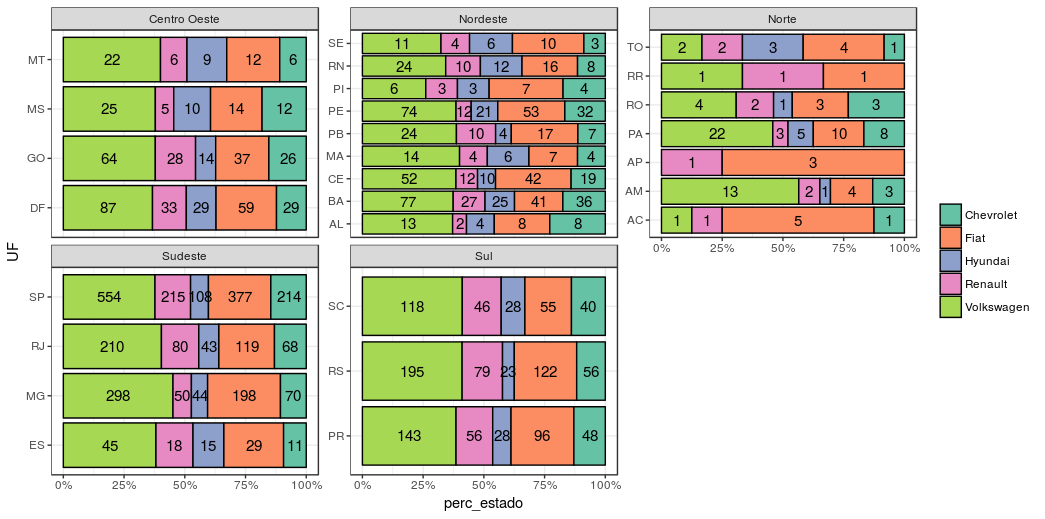 Centro Oeste
MT 22 6 9 12 6
MS 25 5 10 14 12
GO 64 28 14 37 26
DF 87 33 29 59 29
Nordeste
SE 11 4 6 10 3
RN 24 10 12 16 8
PI 6 3 3 7 4
PE 74 12 21 53 32
PB 24 10 4 17 7
MA 14 4 6 7 4
CE 52 12 10 42 19
BA 77 27 25 41 36
AL 13 2 4 8 8
Norte
TO 2 2 3 4 1
RR 1 1 1
RO 4 2 1 3 3
PA 22 3 5 10 8
AP 1 3
AM 13 2 1 4 3
AC 1 1 5 1
0% 25% 50% 75% 100%
Sudeste
SP 554 215 108 377 214
RJ 210 80 43 119 68
MG 298 50 44 198 70
ES 45 18 15 29 11
0% 25% 50% 75% 100%
Sul
SC 118 46 28 55 40
RS 195 79 23 122 56
PR 143 56 28 96 48
0% 25% 50% 75% 100%
UF
perc_estado
Chevrolet
Fiat
Hyundai
Renault
Volkswagen